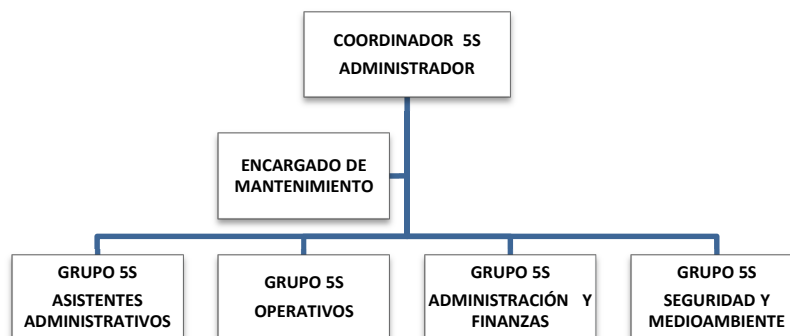 COORDINADOR 5S
ADMINISTRADOR
ENCARGADO DE
MANTENIMIENTO
GRUPO 5S
ASISTENTES
ADMINISTRATIVOS
GRUPO 5S
OPERATIVOS
GRUPO 5S
ADMINISTRACIÓN Y
FINANZAS
GRUPO 5S
SEGURIDAD Y
MEDIOAMBIENTE